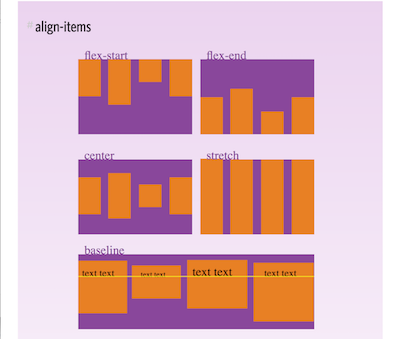 # align-items
flex-start
flex-end
center
stretch
baseline
text text
text text
text text
text text